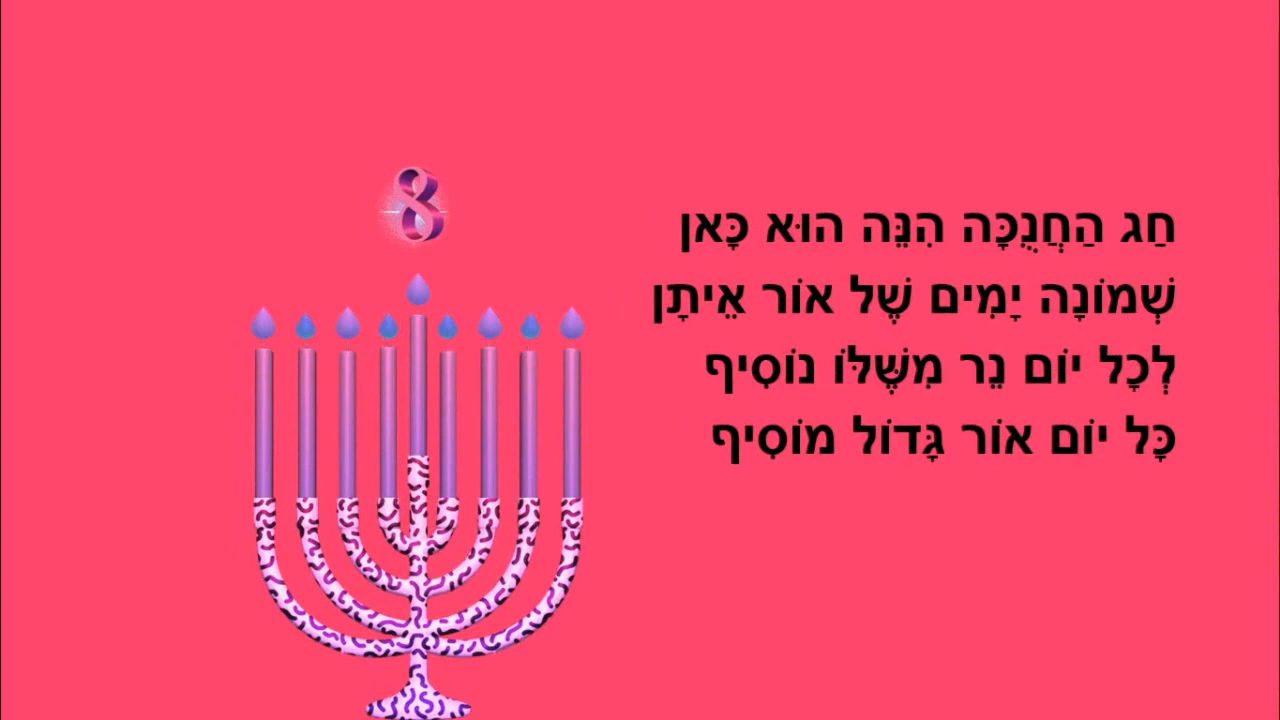 8
חַג הַחֲנֻכָּה הִנֵּה הוּא כָּאן
שְׁמוֹנָה יָמִים שֶׁל אוֹר אֵיתָן
לְכָל יוֹם נֵר מִשֶּׁלּוֹ נוֹסִיף
כָּל יוֹם אוֹר גָּדוֹל מוֹסִיף